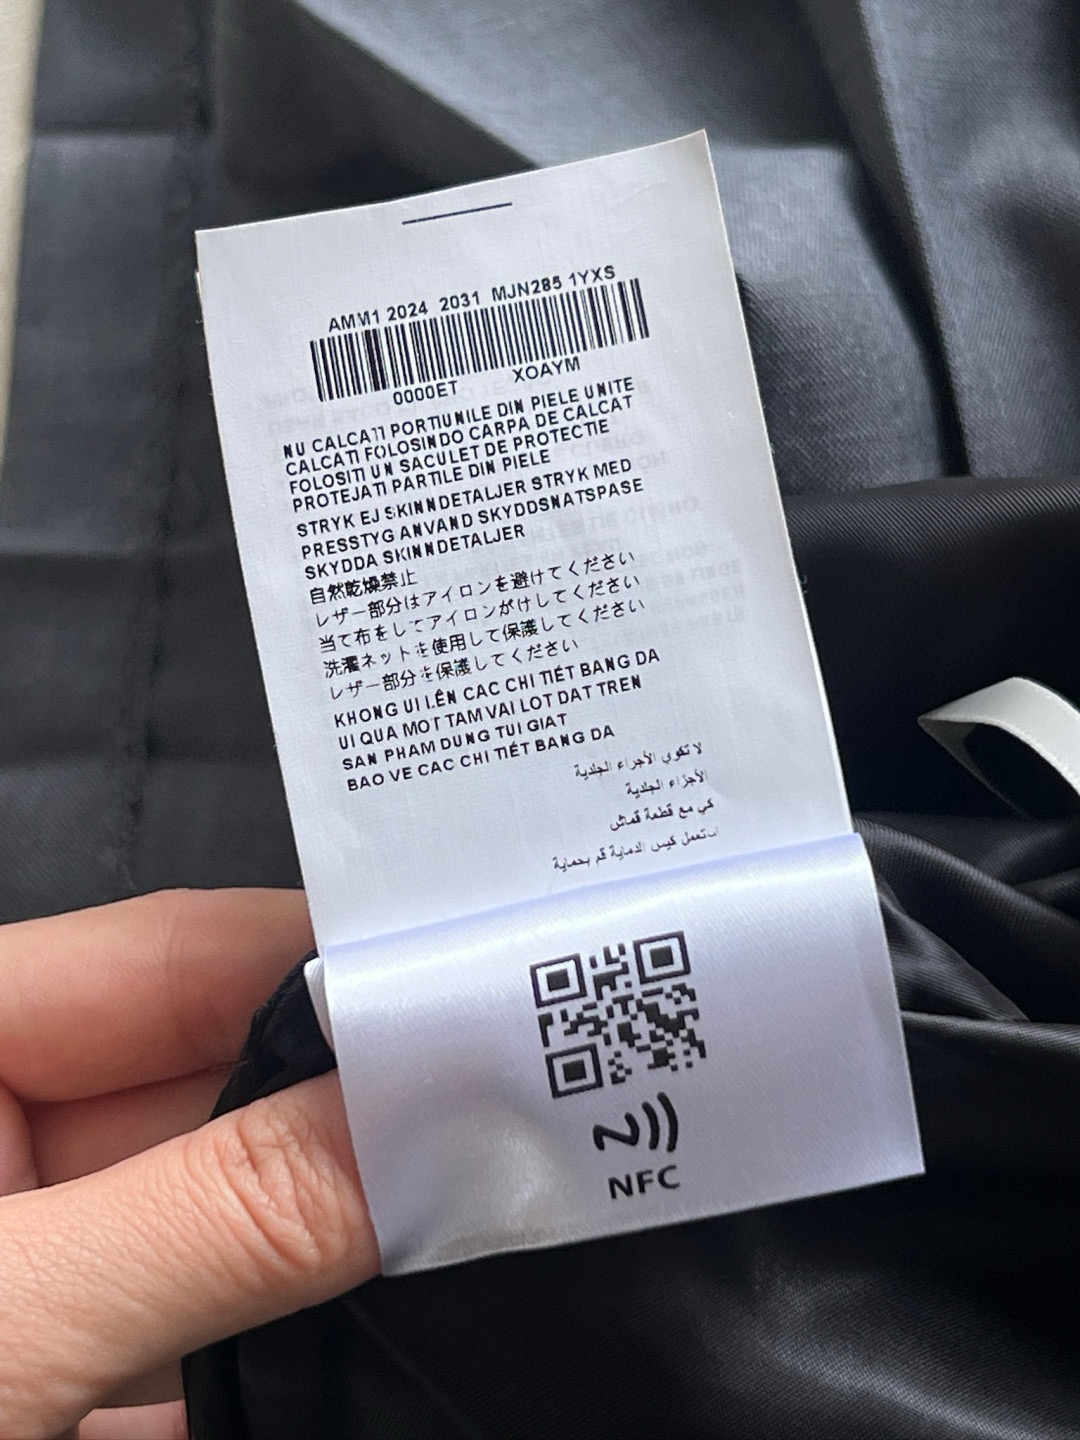 AMM1 2024 2031 MJN285 1YXS
0000ET XOAYM
NU CALCATI PORTIUNILE DIN PIELE UNITE
CALCATI FOLOSINDO CARPA DE CALCAT
FOLOSITI UN SACULET DE PROTECTIE
PROTEJATI PARTILE DIN PIELE
STRYK EJ SKINNDETALJER STRYK MED
PRESSTYG ANVAND SKYDDSNATSPASE
SKYDDA SKINNDETALJER
自然乾燥禁止
レザー部分はアイロンを避けてください
当て布をしてアイロンがけしてください
洗濯ネットを使用して保護してください
レザー部分を保護してください
KHONG UI LÊN CAC CHI TIÉT BANG DA
UI QUA MOT TAM VAI LOT DAT TREN
SAN PHAM DUNG TUI GIAT
BAO VE CAC CHI TIÉT BANG DA
لا تكوي الأجزاء الجلدية
الأجزاء الجلدية
كي مع قطعة قماش
كيس الحماية قم بحماية
NFC